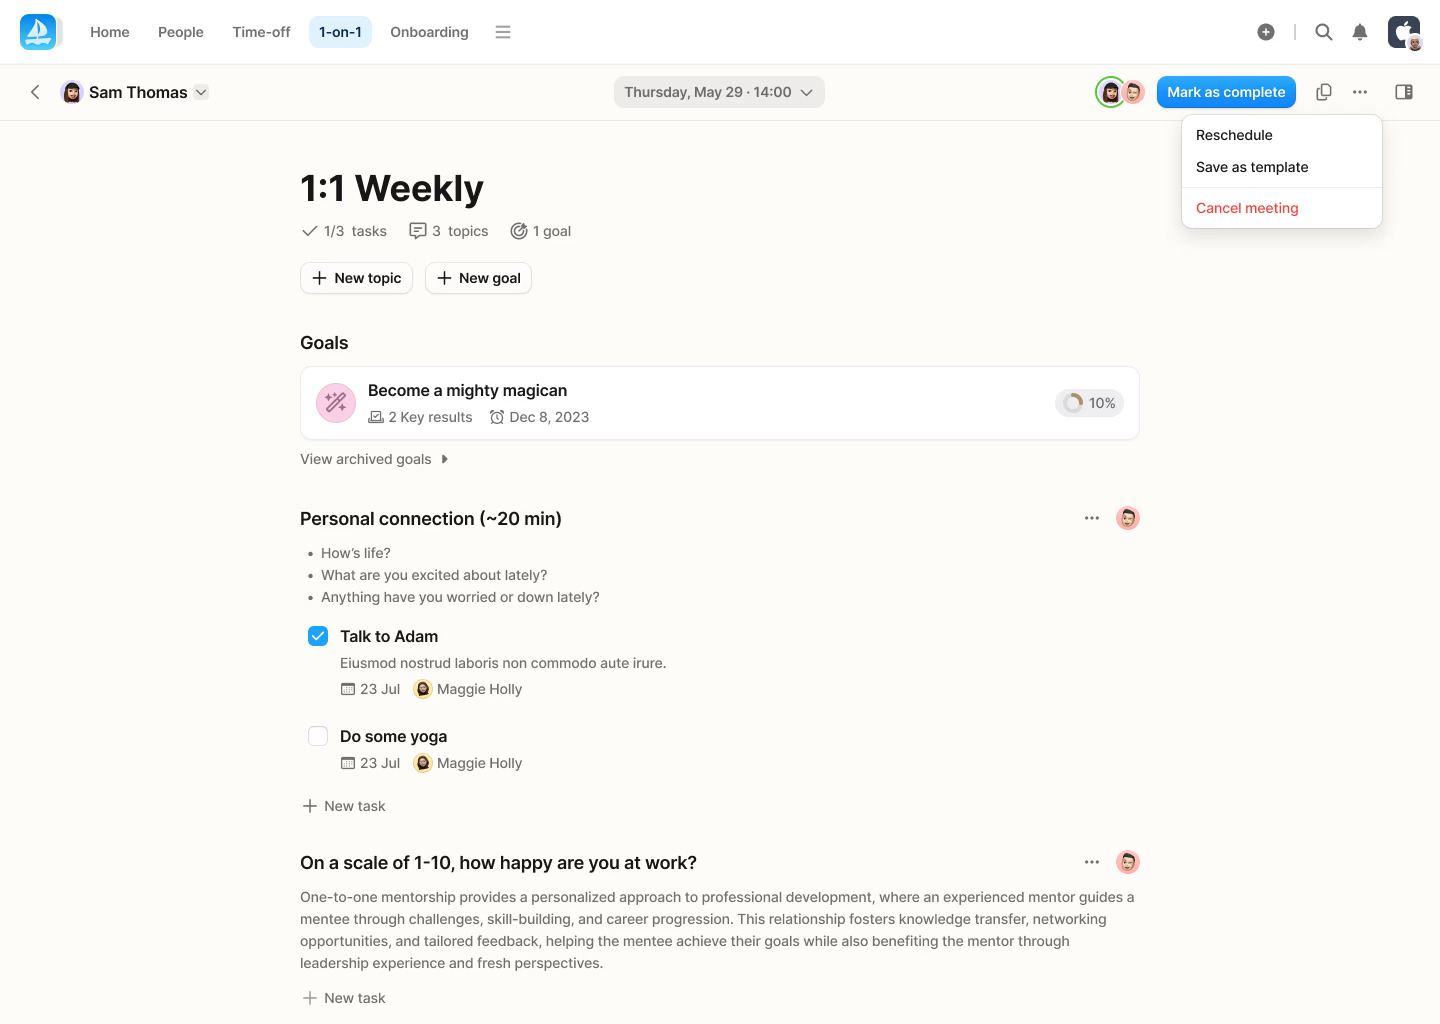 Home
People
Time-off
1-on-1
Onboarding
Sam Thomas
Thursday, May 29 · 14:00
Mark as complete
Reschedule
Save as template
Cancel meeting
1:1 Weekly
1/3 tasks
3 topics
1 goal
New topic
New goal
Goals
Become a mighty magican
2 Key results
Dec 8, 2023
10%
View archived goals
Personal connection (~20 min)
• How’s life?
• What are you excited about lately?
• Anything have you worried or down lately?
Talk to Adam
Eiusmod nostrud laboris non commodo aute irure.
23 Jul
Maggie Holly
Do some yoga
23 Jul
Maggie Holly
New task
On a scale of 1-10, how happy are you at work?
One-to-one mentorship provides a personalized approach to professional development, where an experienced mentor guides a
mentee through challenges, skill-building, and career progression. This relationship fosters knowledge transfer, networking
opportunities, and tailored feedback, helping the mentee achieve their goals while also benefiting the mentor through
leadership experience and fresh perspectives.
New task